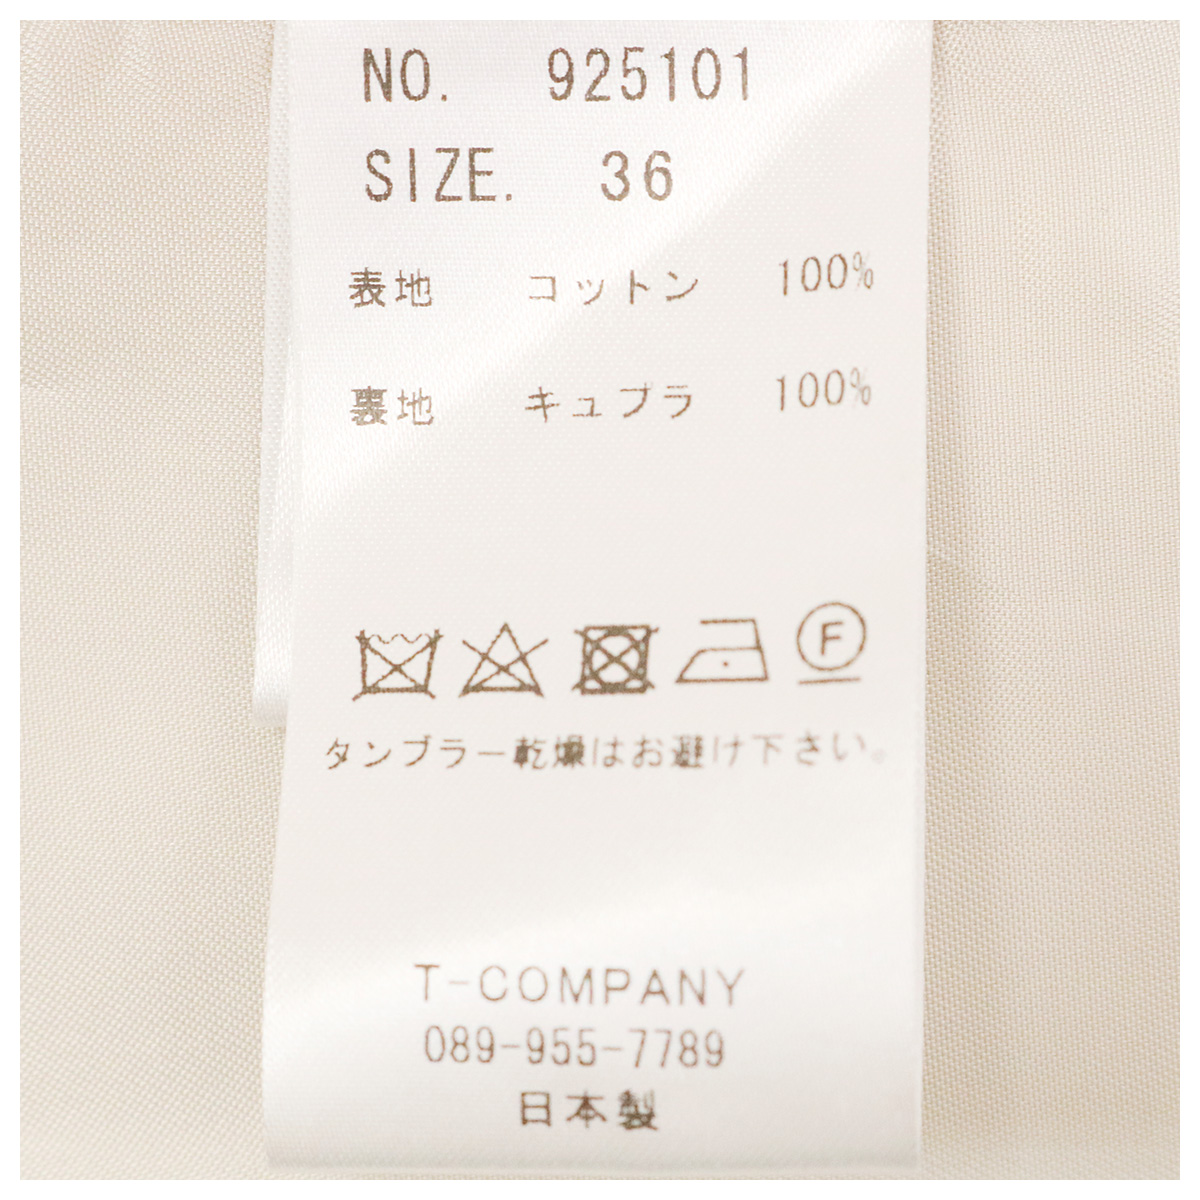 NO. 925101
SIZE. 36
表地 コットン 100%
裏地 キュプラ 100%
F
タンブラー乾燥はお避け下さい。
T-COMPANY
089-955-7789
日本製